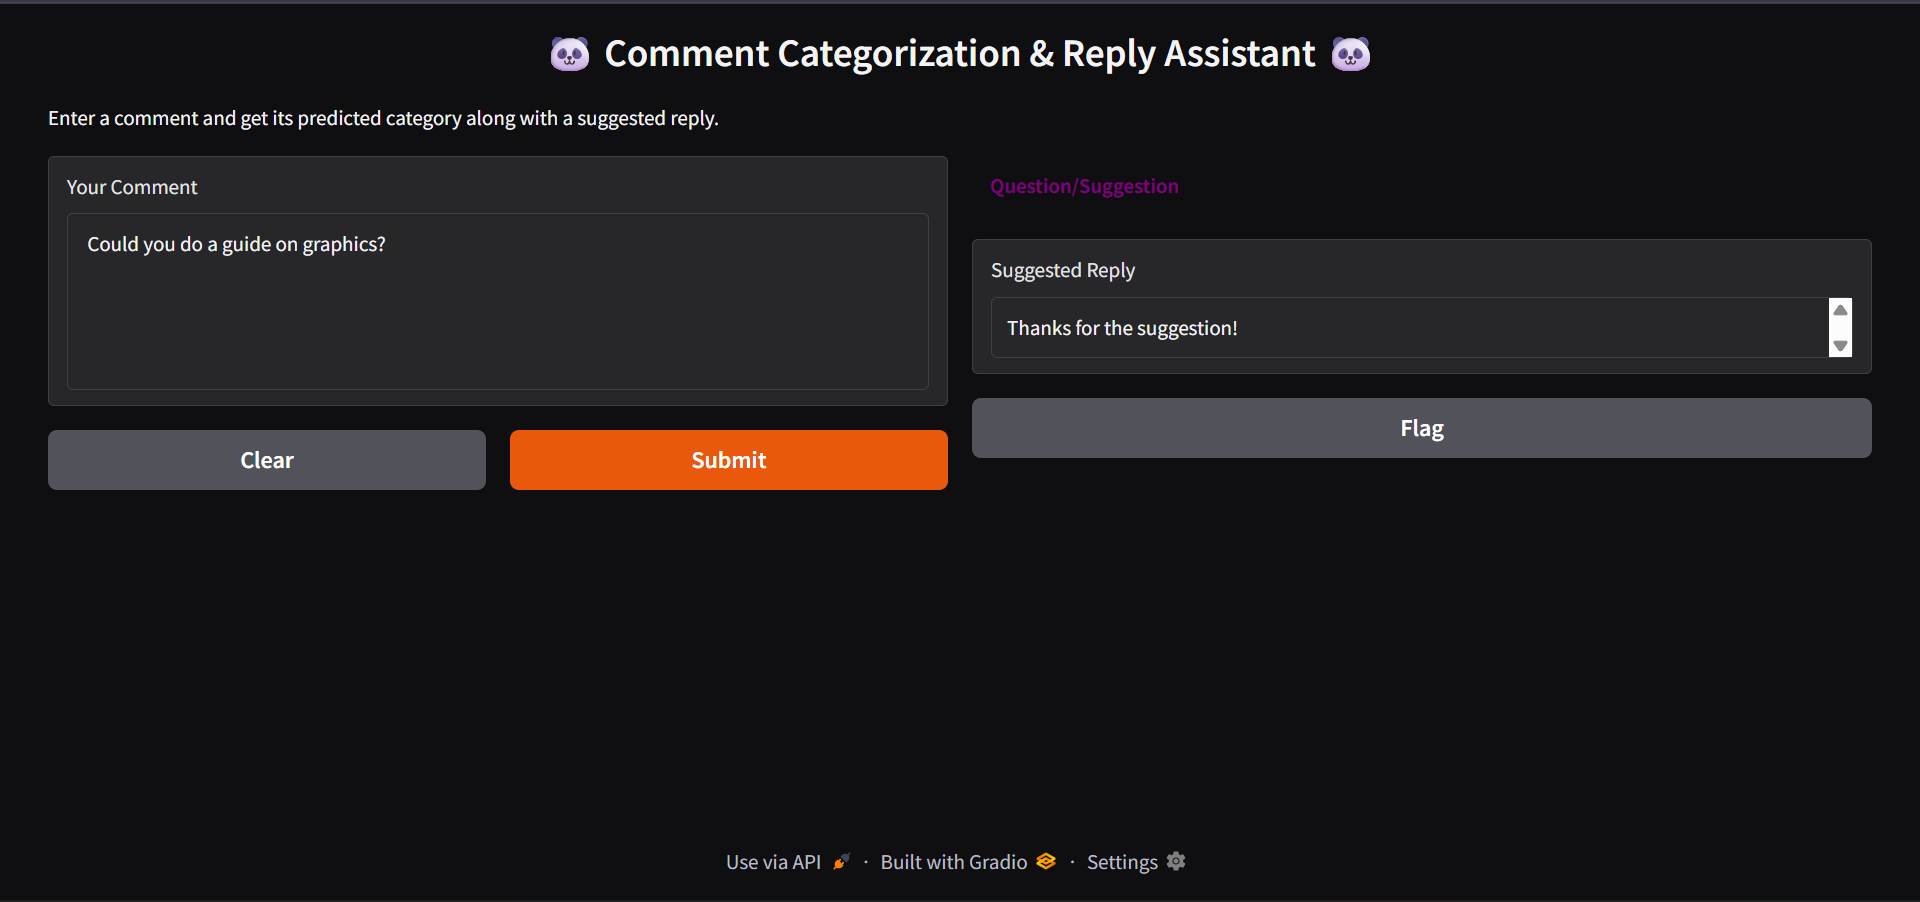 Comment Categorization & Reply Assistant
Enter a comment and get its predicted category along with a suggested reply.
Your Comment
Could you do a guide on graphics?
Clear
Submit
Question/Suggestion
Suggested Reply
Thanks for the suggestion!
Flag
Use via API · Built with Gradio · Settings